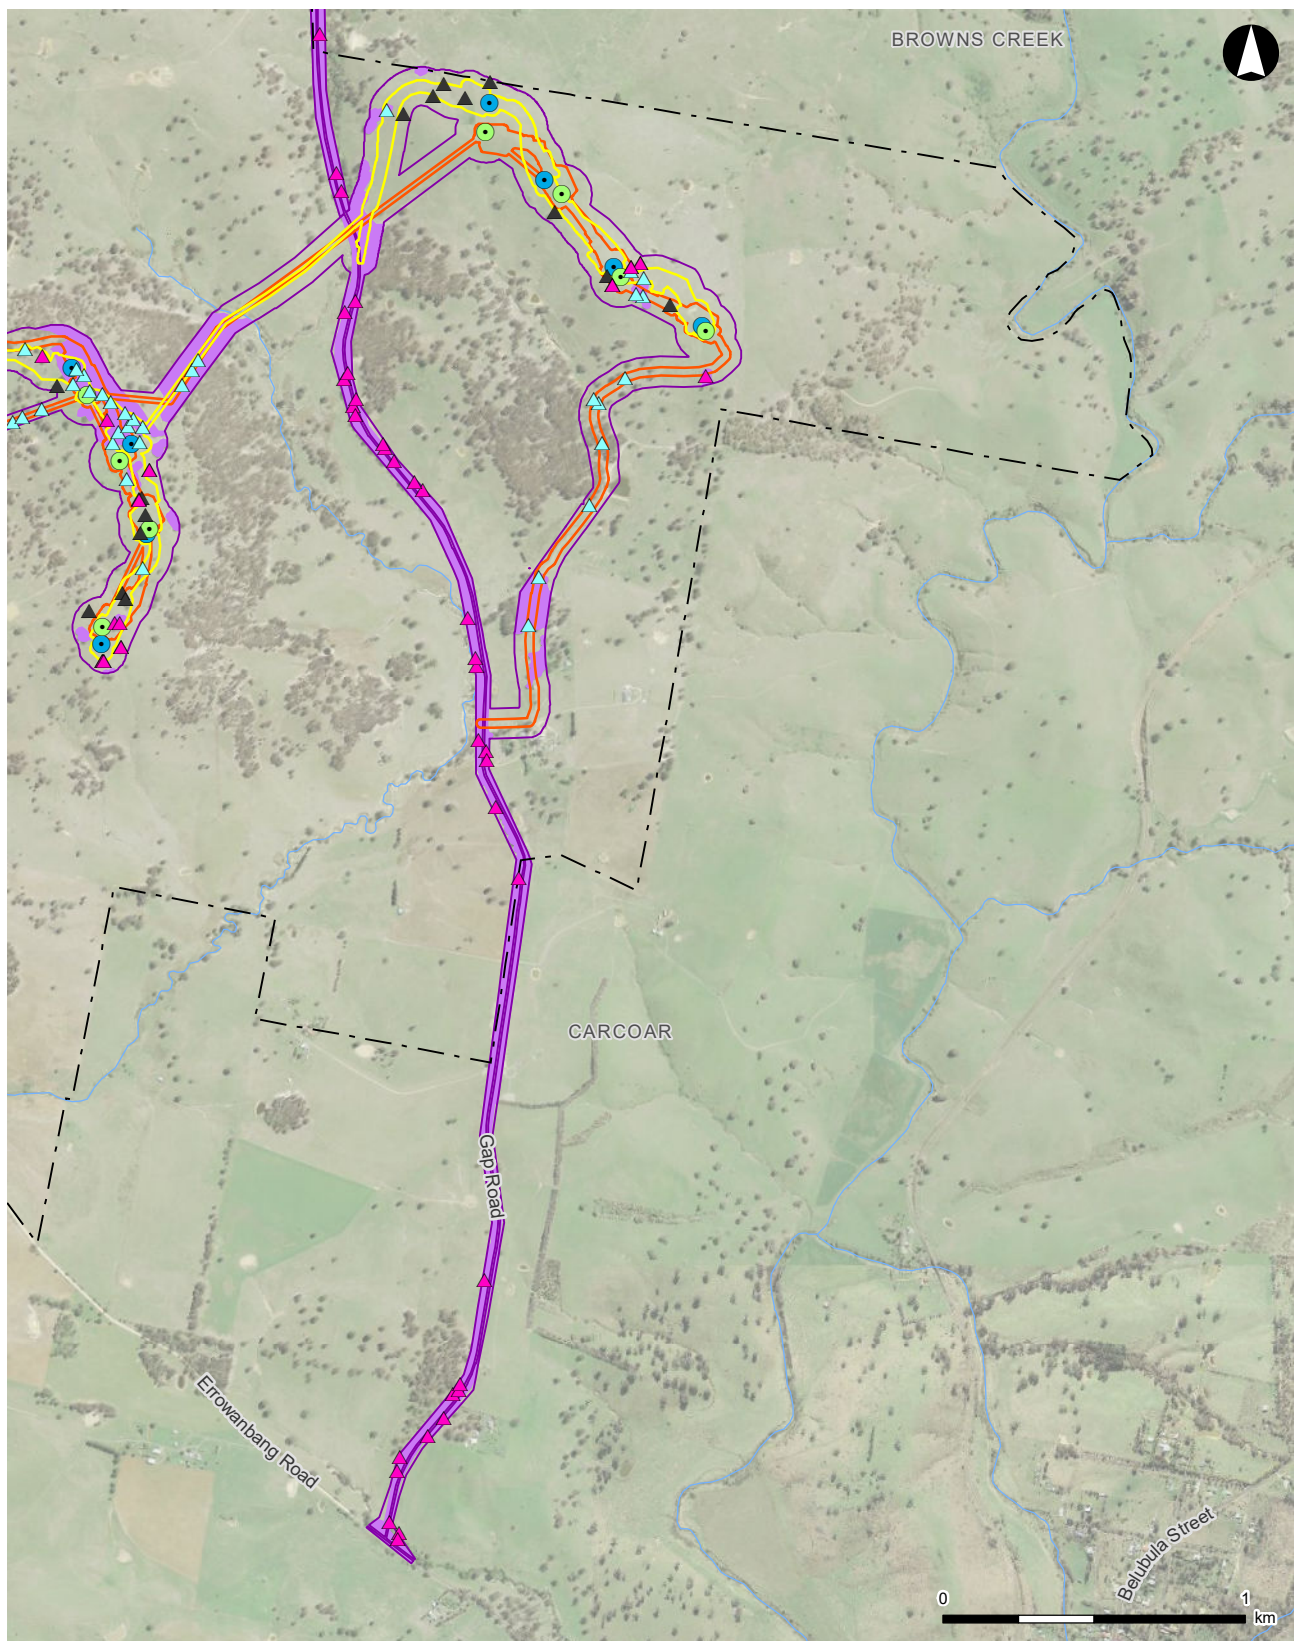 BROWNS CREEK
CARCOAR
Gap Road
Errowanbang Road
Belubula Street
0
1
km